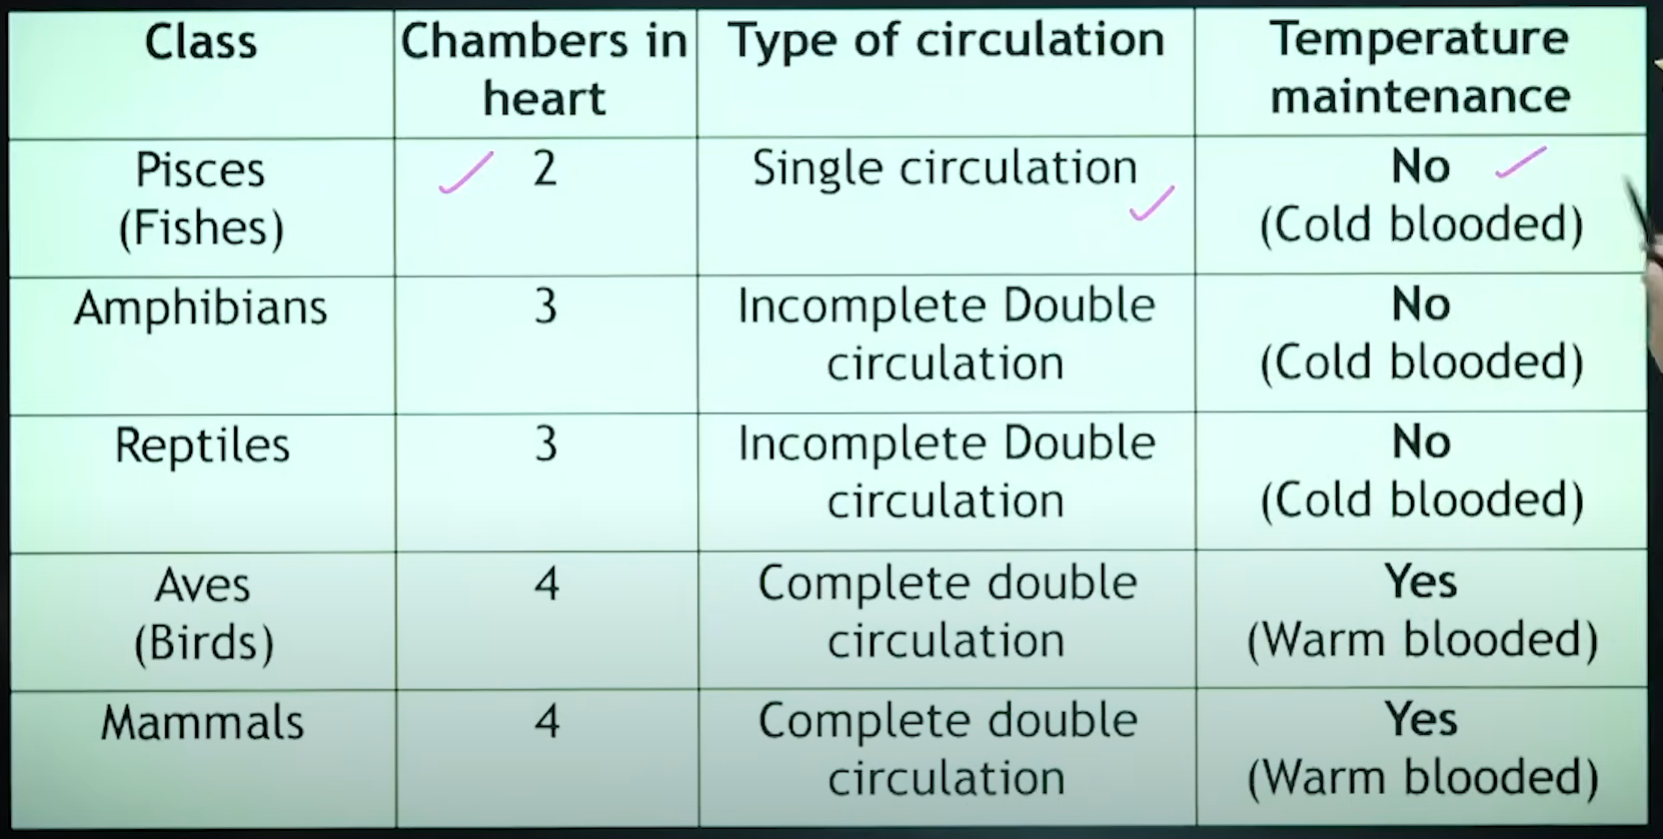 Class
Chambers in
heart
Type of circulation
Temperature
maintenance
Pisces
(Fishes)
2
Single circulation
No
(Cold blooded)
Amphibians
3
Incomplete Double
circulation
No
(Cold blooded)
Reptiles
3
Incomplete Double
circulation
No
(Cold blooded)
Aves
(Birds)
4
Complete double
circulation
Yes
(Warm blooded)
Mammals
4
Complete double
circulation
Yes
(Warm blooded)